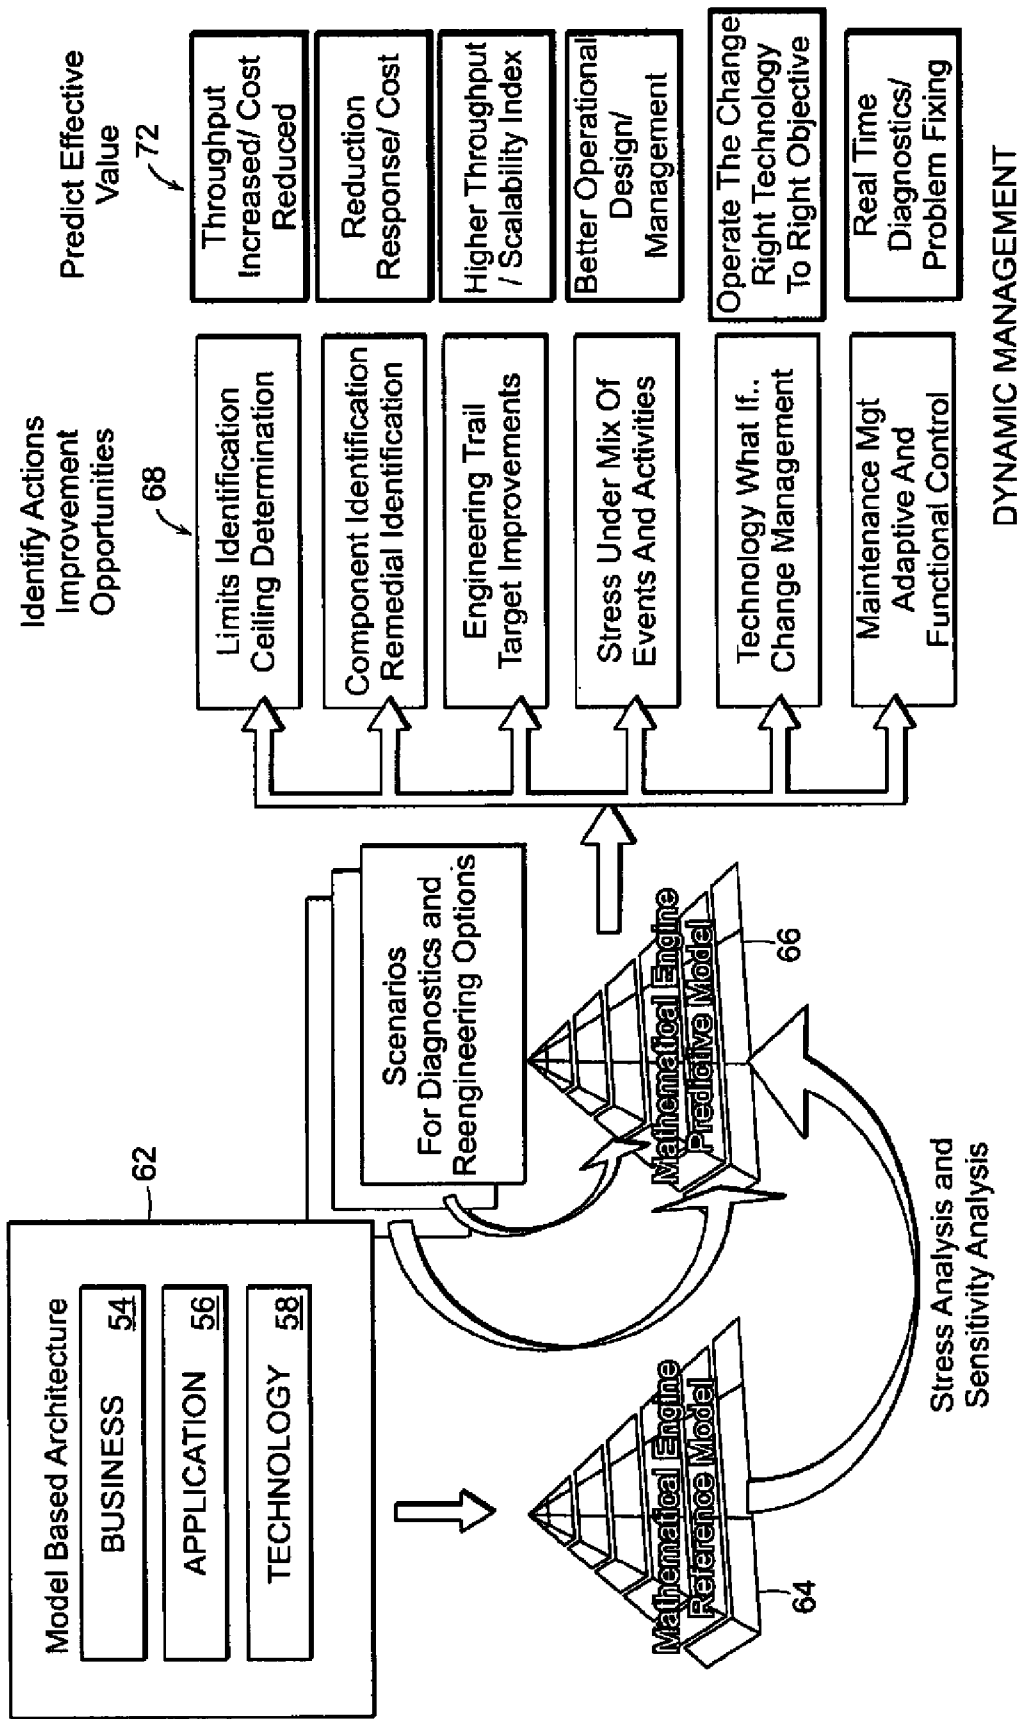 Model Based Architecture
62
BUSINESS
54
APPLICATION
56
TECHNOLOGY
58
Scenarios
For Diagnostics and
Reengineering Options
Mathematical Engine
Reference Model
64
Mathematical Engine
Predictive Model
66
Stress Analysis and
Sensitivity Analysis
Identify Actions
Improvement
Opportunities
68
Limits Identification
Ceiling Determination
Component Identification
Remedial Identification
Engineering Trail
Target Improvements
Stress Under Mix Of
Events And Activities
Technology What If..
Change Management
Maintenance Mgt
Adaptive And
Functional Control
Predict Effective
Value
72
Throughput
Increased/ Cost
Reduced
Reduction
Response/ Cost
Higher Throughput
/ Scalability Index
Better Operational
Design/
Management
Operate The Change
Right Technology
To Right Objective
Real Time
Diagnostics/
Problem Fixing
DYNAMIC MANAGEMENT